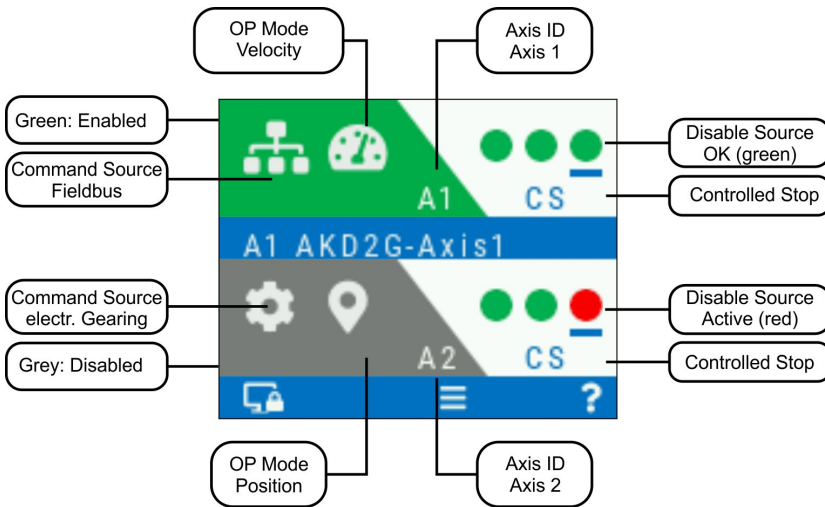 OP Mode
Velocity
Axis ID
Axis 1
Green: Enabled
Command Source
Fieldbus
A1
CS
Disable Source
OK (green)
Controlled Stop
A1 AKD2G-Axis1
Command Source
electr. Gearing
Grey: Disabled
A2
CS
Disable Source
Active (red)
Controlled Stop
?
OP Mode
Position
Axis ID
Axis 2